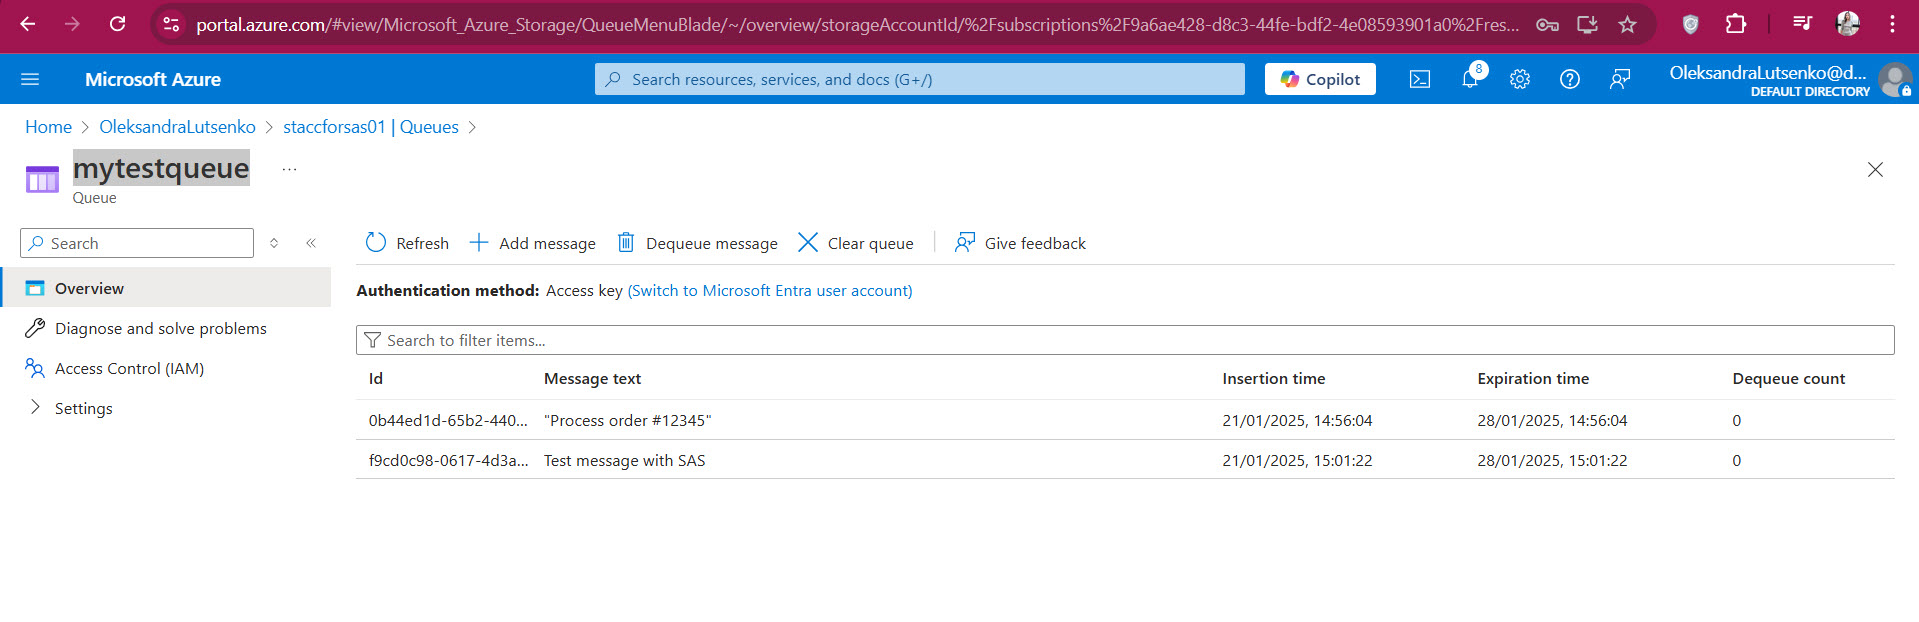 portal.azure.com/#view/Microsoft_Azure_Storage/QueueMenuBlade/~/overview/storageAccountId/%2Fsubscriptions%2F9a6ae428-d8c3-44fe-bdf2-4e08593901a0%2Fres...
Microsoft Azure
Search resources, services, and docs (G+/)
Copilot
8
OleksandraLutsenko@d...
DEFAULT DIRECTORY
Home > OleksandraLutsenko > staccforsas01 | Queues >
mytestqueue ...
Queue
Search
Refresh
Add message
Dequeue message
Clear queue
Give feedback
Overview
Diagnose and solve problems
Access Control (IAM)
Settings
Authentication method: Access key (Switch to Microsoft Entra user account)
Search to filter items...
Id Message text Insertion time Expiration time Dequeue count
0b44ed1d-65b2-440... "Process order #12345" 21/01/2025, 14:56:04 28/01/2025, 14:56:04 0
f9cd0c98-0617-4d3a... Test message with SAS 21/01/2025, 15:01:22 28/01/2025, 15:01:22 0